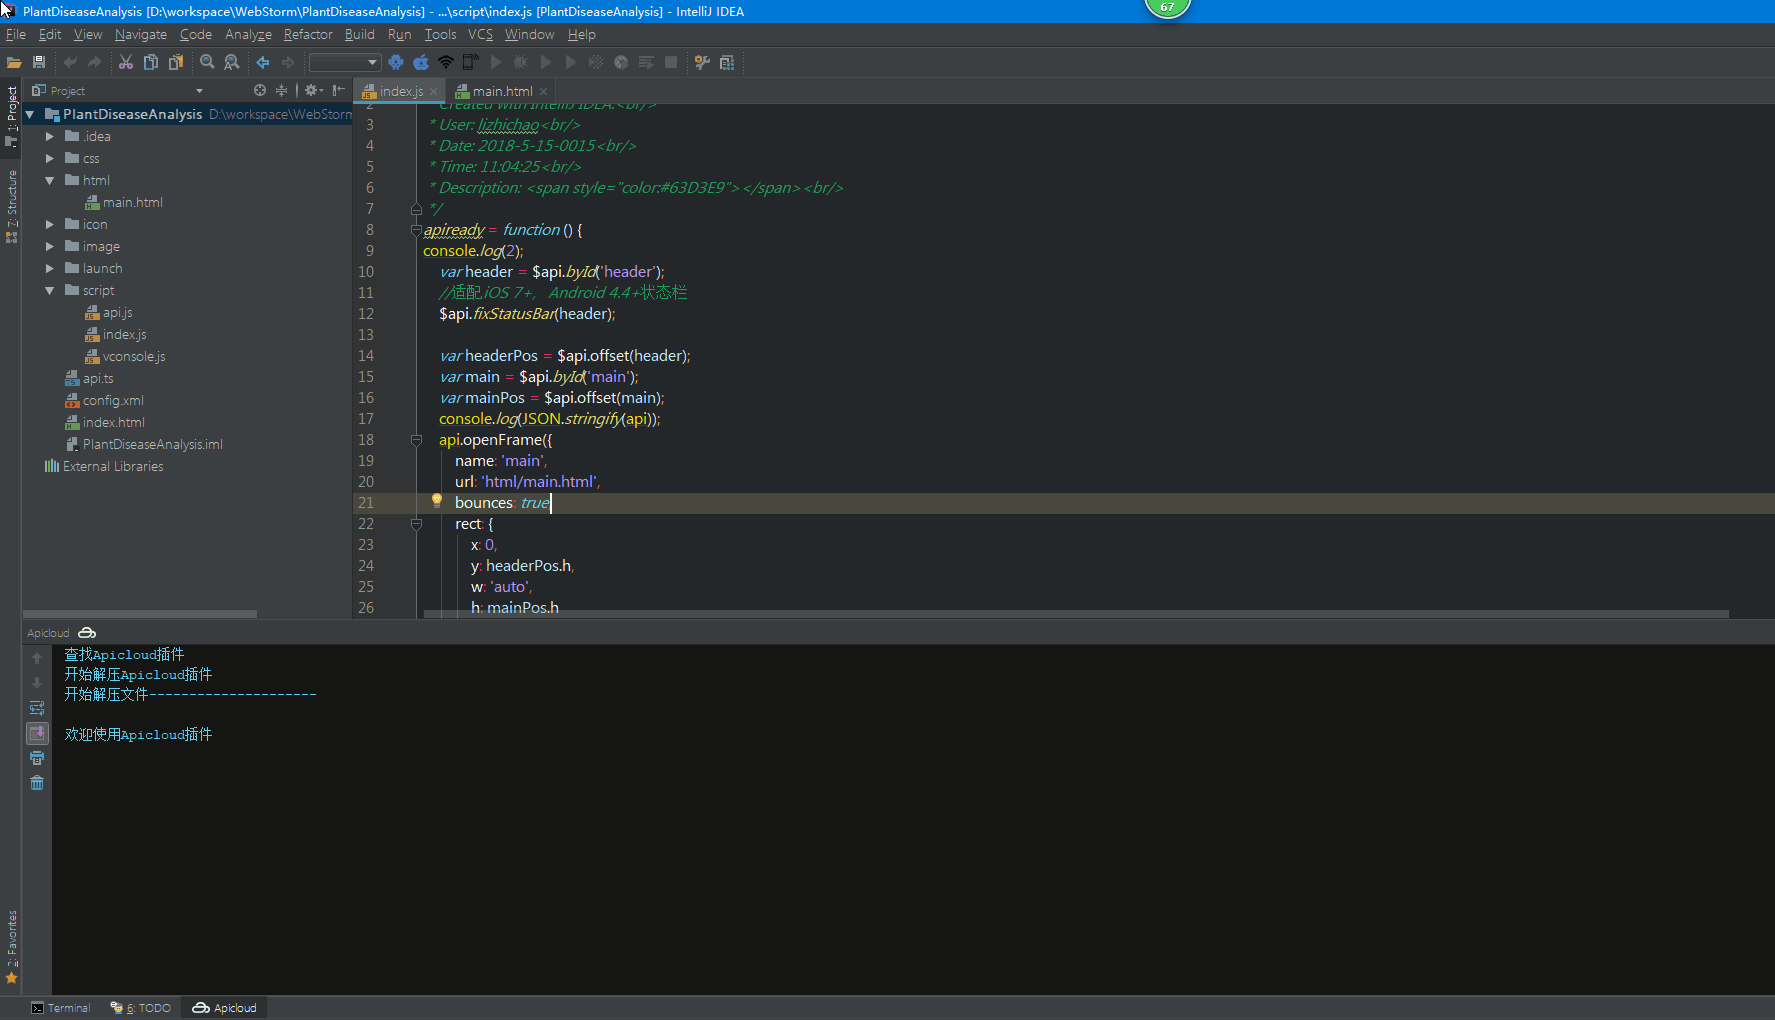 PlantDiseaseAnalysis [D:\workspace\WebStorm\PlantDiseaseAnalysis] - ...\script\index.js [PlantDiseaseAnalysis] - IntelliJ IDEA
67
File Edit View Navigate Code Analyze Refactor Build Run Tools VCS Window Help
Project
index.js
main.html
1: Project
Z: Structure
2: Favorites
PlantDiseaseAnalysis D:\workspace\WebStorm
.idea
css
html
main.html
icon
image
launch
script
api.js
index.js
vconsole.js
api.ts
config.xml
index.html
PlantDiseaseAnalysis.iml
External Libraries
2 Created with IntelliJ IDEA.<br/>
3 * User: lizhichao<br/>
4 * Date: 2018-5-15-0015<br/>
5 * Time: 11:04:25<br/>
6 * Description: <span style="color:#63D3E9"></span><br/>
7 */
8 apiready = function () {
9 console.log(2);
10 var header = $api.byId('header');
11 //适配iOS 7+，Android 4.4+状态栏
12 $api.fixStatusBar(header);
13
14 var headerPos = $api.offset(header);
15 var main = $api.byId('main');
16 var mainPos = $api.offset(main);
17 console.log(JSON.stringify(api));
18 api.openFrame({
19 name: 'main',
20 url: 'html/main.html',
21 bounces: true
22 rect: {
23 x: 0,
24 y: headerPos.h,
25 w: 'auto',
26 h: mainPos.h
Apicloud
查找Apicloud插件
开始解压Apicloud插件
开始解压文件---------------------
欢迎使用Apicloud插件
Terminal 6: TODO Apicloud